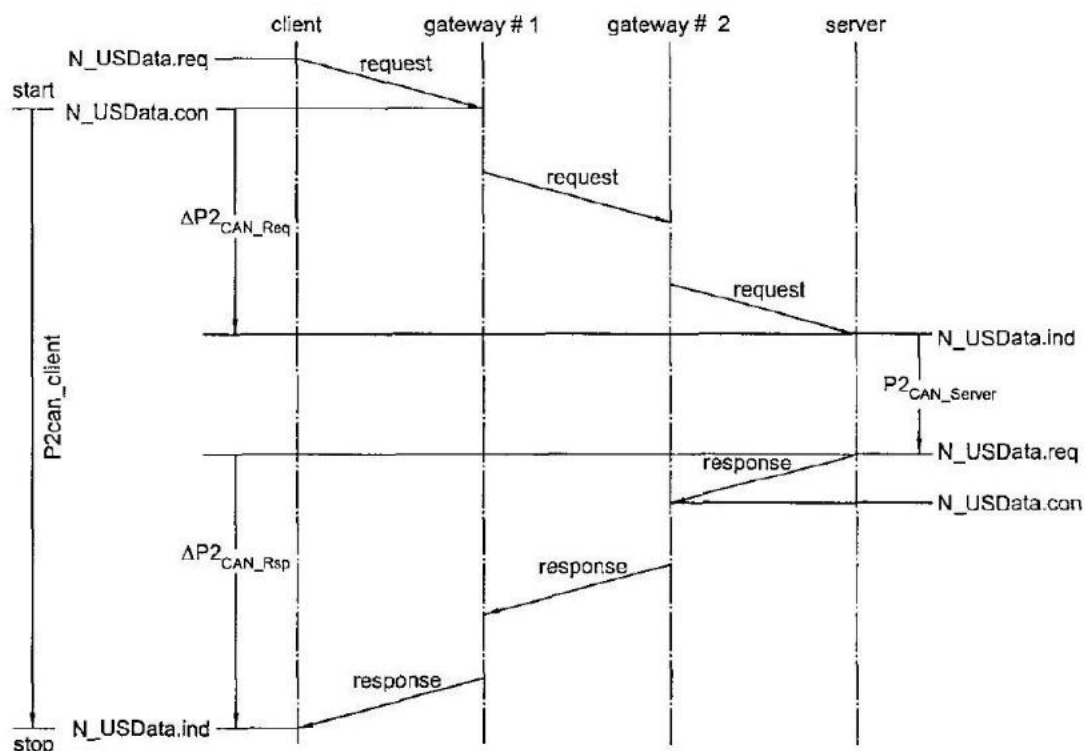 client gateway # 1 gateway # 2 server
N_USData.req
request
start
N_USData.con
request
ΔP2CAN_Req
request
N_USData.ind
P2can_client
P2CAN_Server
N_USData.req
response
N_USData.con
ΔP2CAN_Rsp
response
response
N_USData.ind
stop